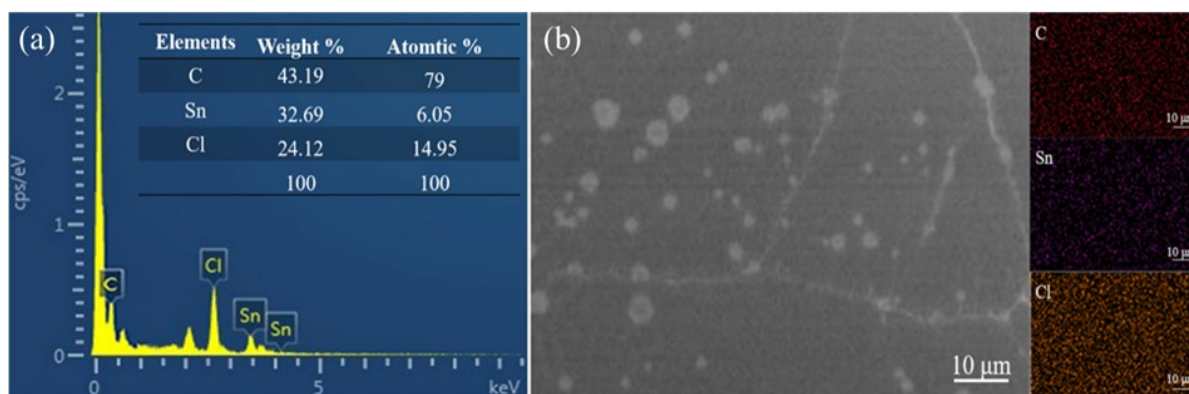 (a)
Elements Weight % Atomtic %
C 43.19 79
Sn 32.69 6.05
Cl 24.12 14.95
100 100
cps/eV
2
1
0
C
Cl
Sn
Sn
0 5 keV
(b)
10 μm
C
10 μm
Sn
10 μm
Cl
10 μm